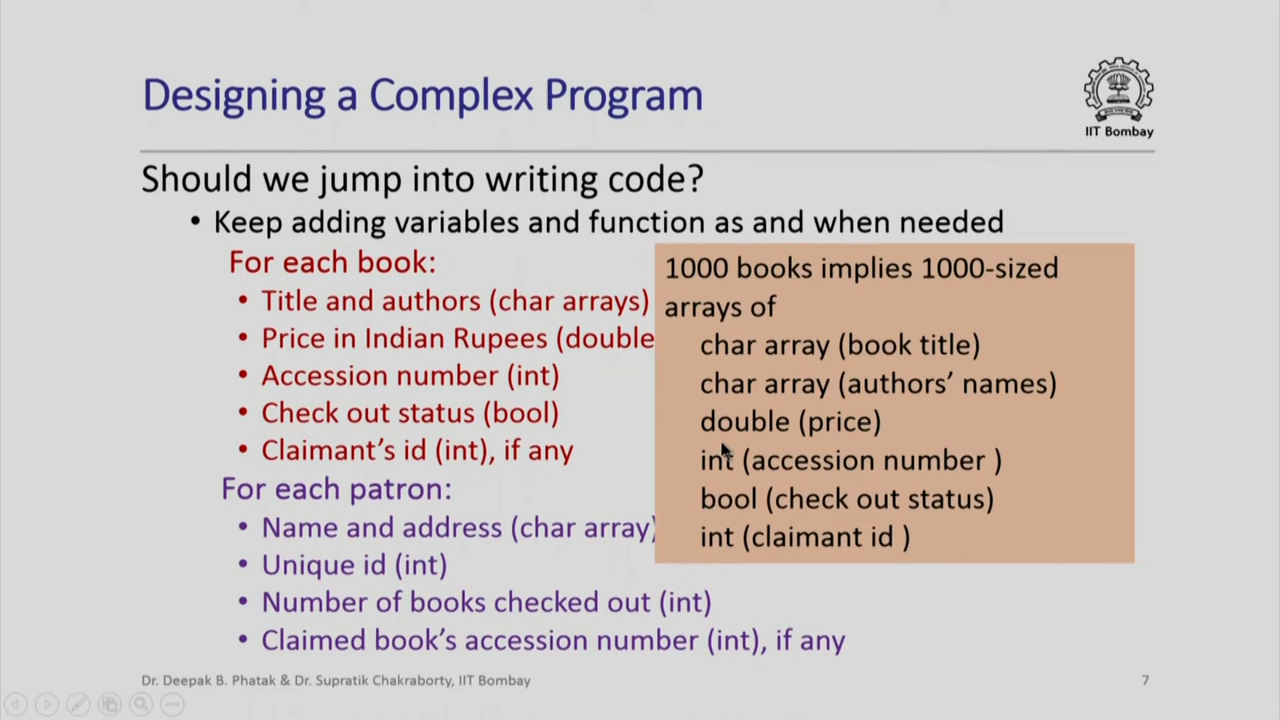 Designing a Complex Program
IIT Bombay
Should we jump into writing code?
• Keep adding variables and function as and when needed
For each book:
• Title and authors (char arrays)
• Price in Indian Rupees (double
• Accession number (int)
• Check out status (bool)
• Claimant's id (int), if any
For each patron:
• Name and address (char array)
• Unique id (int)
• Number of books checked out (int)
• Claimed book's accession number (int), if any
1000 books implies 1000-sized
arrays of
char array (book title)
char array (authors' names)
double (price)
int (accession number )
bool (check out status)
int (claimant id )
Dr. Deepak B. Phatak & Dr. Supratik Chakraborty, IIT Bombay
7